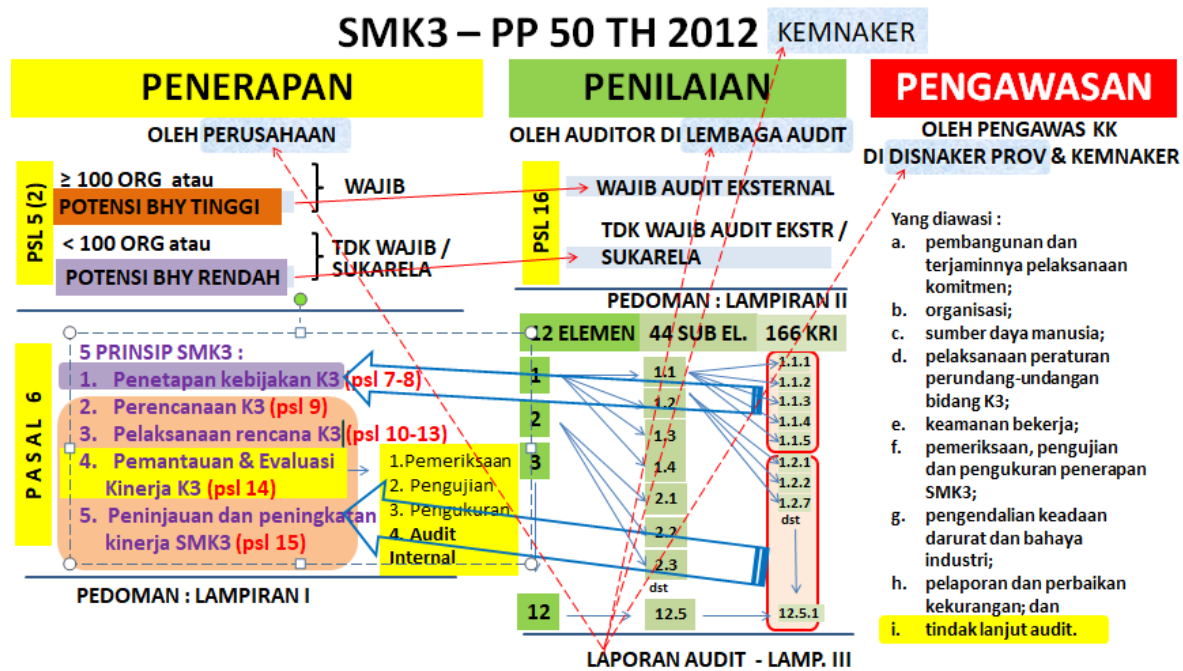 SMK3 – PP 50 TH 2012 KEMNAKER
PENERAPAN
OLEH PERUSAHAAN
PSL 5 (2)
≥ 100 ORG atau
POTENSI BHY TINGGI
WAJIB
< 100 ORG atau
POTENSI BHY RENDAH
TDK WAJIB /
SUKARELA
PASAL 6
5 PRINSIP SMK3 :
1. Penetapan kebijakan K3 (psl 7-8)
2. Perencanaan K3 (psl 9)
3. Pelaksanaan rencana K3 (psl 10-13)
4. Pemantauan & Evaluasi
Kinerja K3 (psl 14)
5. Peninjauan dan peningkatan
kinerja SMK3 (psl 15)
1.Pemeriksaan
2. Pengujian
3. Pengukuran
4. Audit
Internal
PEDOMAN : LAMPIRAN I
PENILAIAN
OLEH AUDITOR DI LEMBAGA AUDIT
PSL 16
WAJIB AUDIT EKSTERNAL
TDK WAJIB AUDIT EKSTR /
SUKARELA
PEDOMAN : LAMPIRAN II
12 ELEMEN 44 SUB EL. 166 KRI
1
2
3
12
1.1
1.2
1.3
1.4
2.1
2.2
2.3
dst
12.5
1.1.1
1.1.2
1.1.3
1.1.4
1.1.5
1.2.1
1.2.2
1.2.7
dst
12.5.1
LAPORAN AUDIT - LAMP. III
PENGAWASAN
OLEH PENGAWAS KK
DI DISNAKER PROV & KEMNAKER
Yang diawasi :
a. pembangunan dan
terjaminnya pelaksanaan
komitmen;
b. organisasi;
c. sumber daya manusia;
d. pelaksanaan peraturan
perundang-undangan
bidang K3;
e. keamanan bekerja;
f. pemeriksaan, pengujian
dan pengukuran penerapan
SMK3;
g. pengendalian keadaan
darurat dan bahaya
industri;
h. pelaporan dan perbaikan
kekurangan; dan
i. tindak lanjut audit.